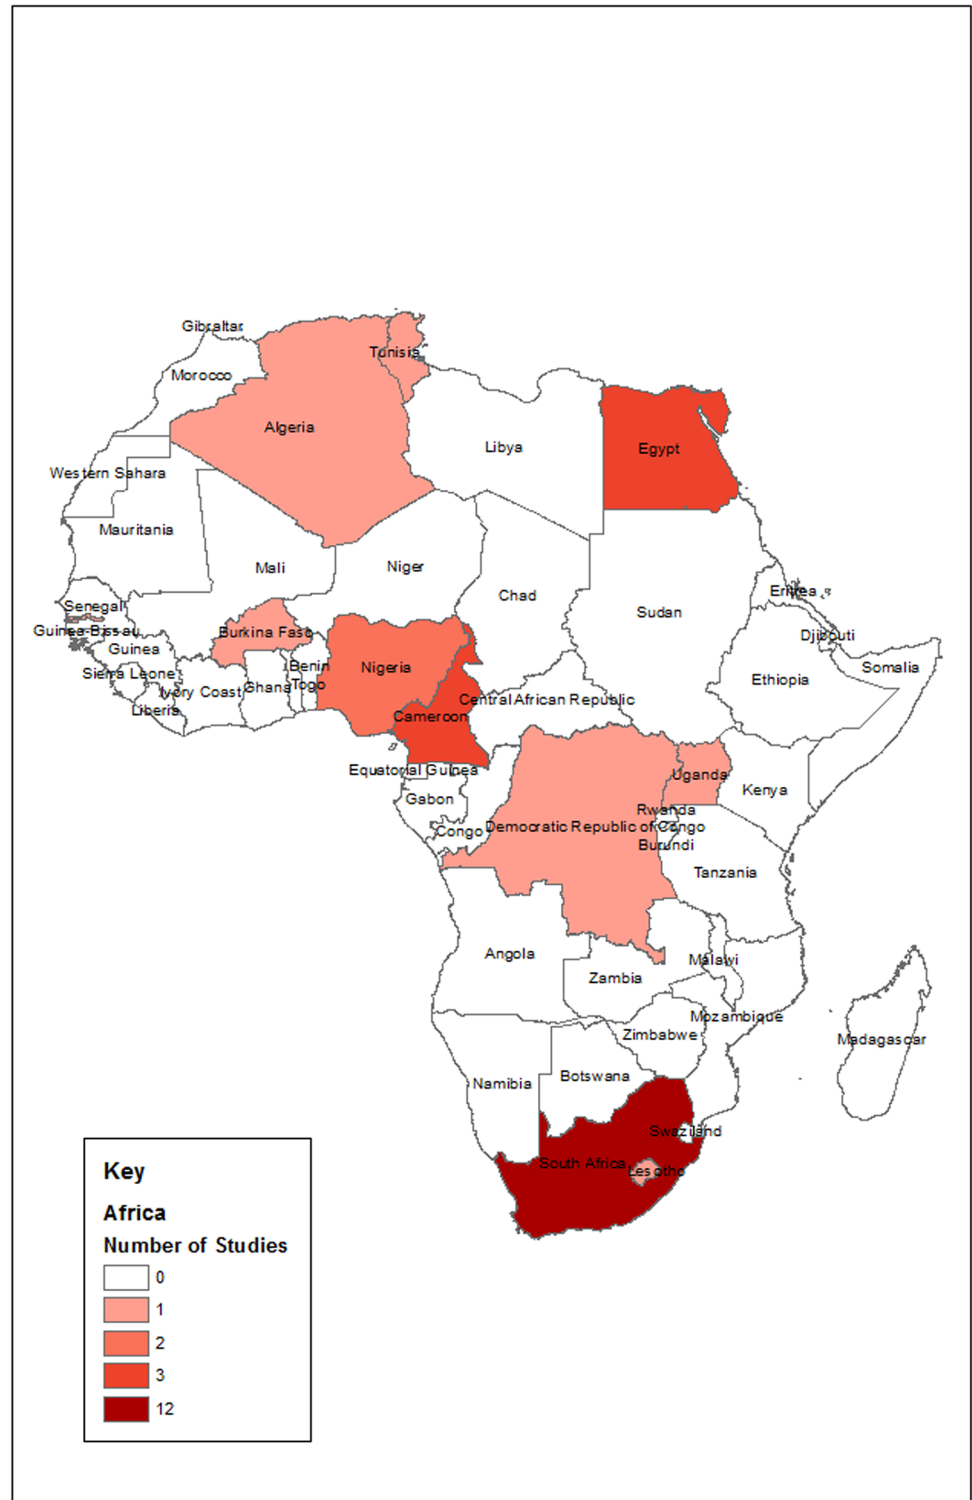 Gibraltar
Tunisia
Morocco
Algeria
Libya
Egypt
Western Sahara
Mauritania
Mali
Niger
Chad
Sudan
Eritrea
Senegal
Guinea-Bissau
Burkina Faso
Djibouti
Guinea
Nigeria
Benin
Somalia
Sierra Leone
Ivory Coast
Ghana
Togo
Ethiopia
Central African Republic
Liberia
Cameroon
Equatorial Guinea
Uganda
Kenya
Gabon
Rwanda
Congo
Democratic Republic of Congo
Burundi
Tanzania
Angola
Malawi
Zambia
Mozambique
Zimbabwe
Madagascar
Namibia
Botswana
Swaziland
South Africa
Lesotho
Key
Africa
Number of Studies
0
1
2
3
12